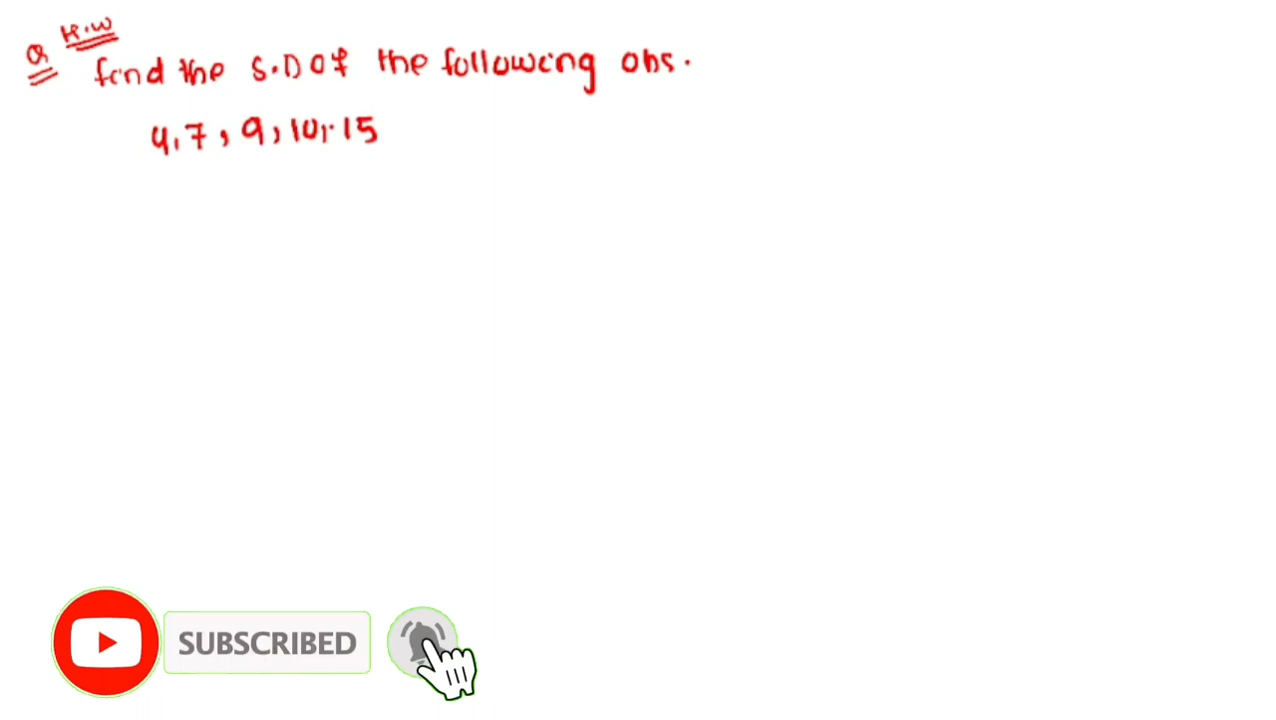 Q H.W
find the S.D of the following obs.
4,7,9,10,15
SUBSCRIBED